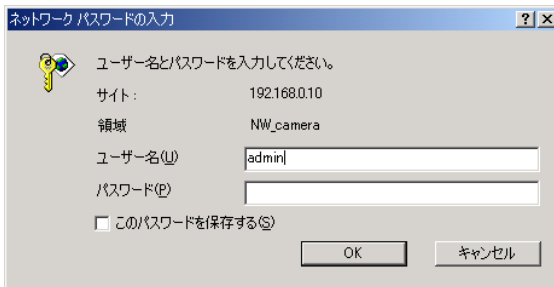 ネットワーク パスワードの入力
ユーザー名とパスワードを入力してください。
サイト: 192.168.0.10
領域 NW_camera
ユーザー名(U) admin
パスワード(P)
このパスワードを保存する(S)
OK キャンセル